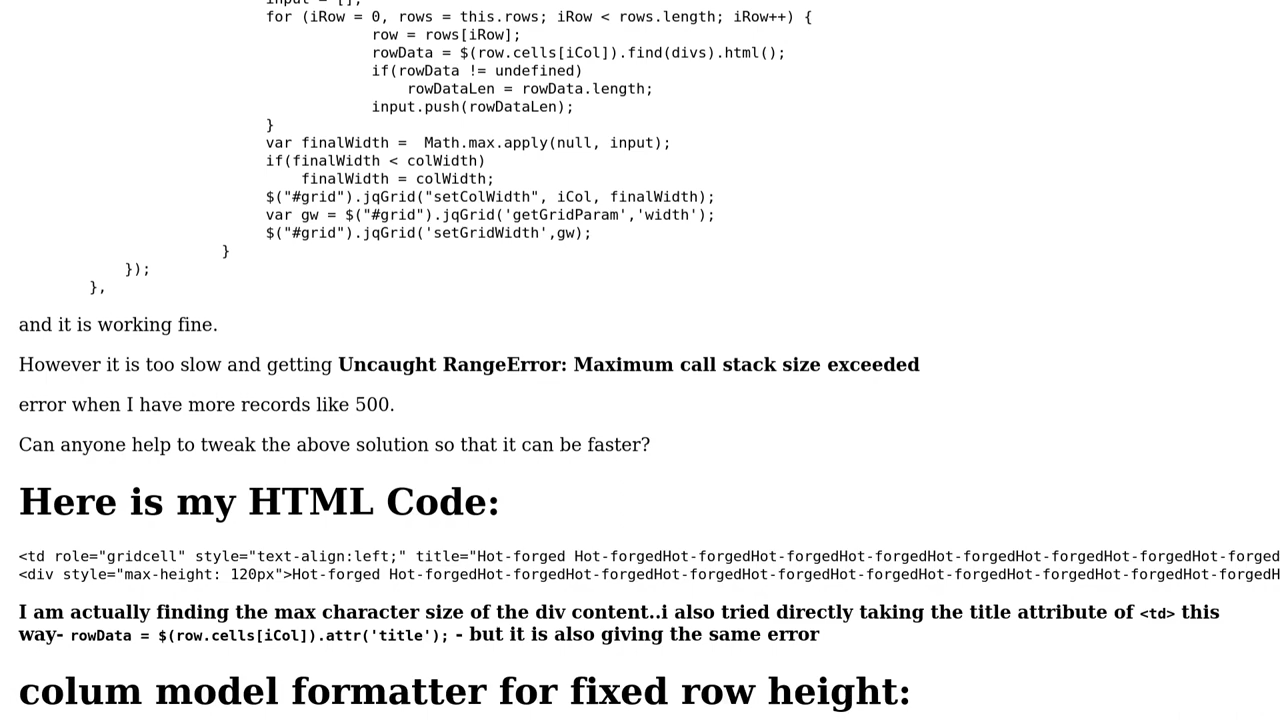 input = [];
for (iRow = 0, rows = this.rows; iRow < rows.length; iRow++) {
row = rows[iRow];
rowData = $(row.cells[iCol]).find(divs).html();
if(rowData != undefined)
rowDataLen = rowData.length;
input.push(rowDataLen);
}
var finalWidth =  Math.max.apply(null, input);
if(finalWidth < colWidth)
finalWidth = colWidth;
$("#grid").jqGrid("setColWidth", iCol, finalWidth);
var gw = $("#grid").jqGrid('getGridParam','width');
$("#grid").jqGrid('setGridWidth',gw);
}
});
},
and it is working fine.
However it is too slow and getting Uncaught RangeError: Maximum call stack size exceeded
error when I have more records like 500.
Can anyone help to tweak the above solution so that it can be faster?
Here is my HTML Code:
<td role="gridcell" style="text-align:left;" title="Hot-forged Hot-forgedHot-forgedHot-forgedHot-forgedHot-forgedHot-forgedHot-forgedHot-forged
<div style="max-height: 120px">Hot-forged Hot-forgedHot-forgedHot-forgedHot-forgedHot-forgedHot-forgedHot-forgedHot-forgedHot-forgedHot-forgedH
I am actually finding the max character size of the div content..i also tried directly taking the title attribute of <td> this
way- rowData = $(row.cells[iCol]).attr('title'); - but it is also giving the same error
colum model formatter for fixed row height: